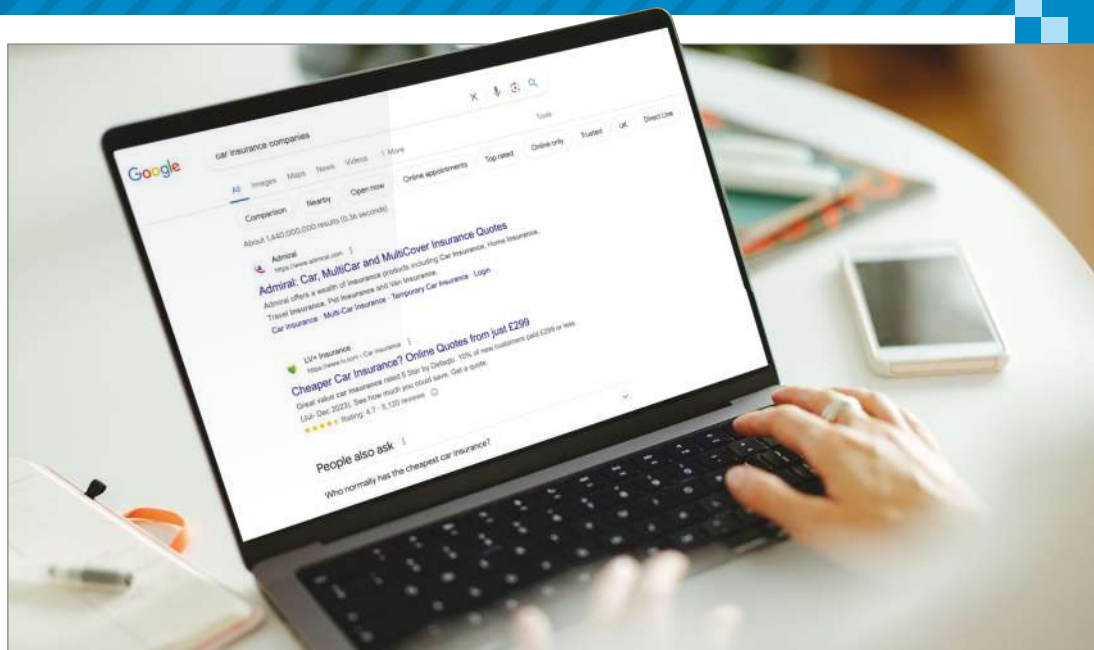 Google
car insurance companies
All Images Maps News Videos More
Tools
Comparison Nearby Open now Online appointments Top rated Online only Trusted UK Direct Line
About 1,440,000,000 results (0.36 seconds)
Admiral
https://www.admiral.com
Admiral: Car, MultiCar and MultiCover Insurance Quotes
Admiral offers a wealth of insurance products including Car Insurance, Home Insurance,
Travel Insurance, Pet Insurance and Van Insurance.
Car Insurance · Multi-Car Insurance · Temporary Car Insurance · Login
LV= Insurance
https://www.lv.com › Car insurance
Cheaper Car Insurance? Online Quotes from just £299
Great value car insurance rated 5 Star by Defaqto. 10% of new customers paid £299 or less
(Jul- Dec 2023). See how much you could save. Get a quote.
Rating: 4.7 · 5,120 reviews
People also ask
Who normally has the cheapest car insurance?